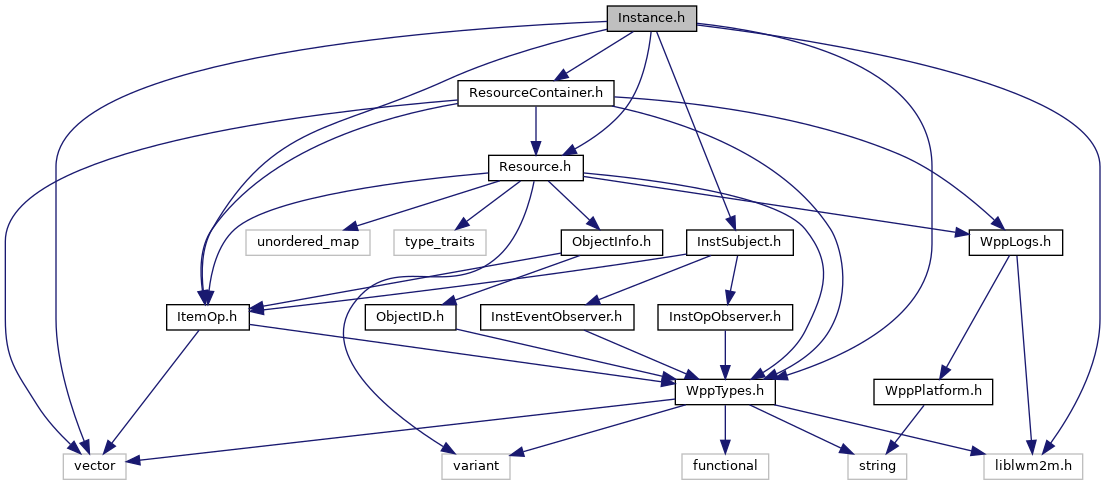 Instance.h
ResourceContainer.h
Resource.h
unordered_map
type_traits
ObjectInfo.h
InstSubject.h
WppLogs.h
ItemOp.h
ObjectID.h
InstEventObserver.h
InstOpObserver.h
WppTypes.h
WppPlatform.h
vector
variant
functional
string
liblwm2m.h